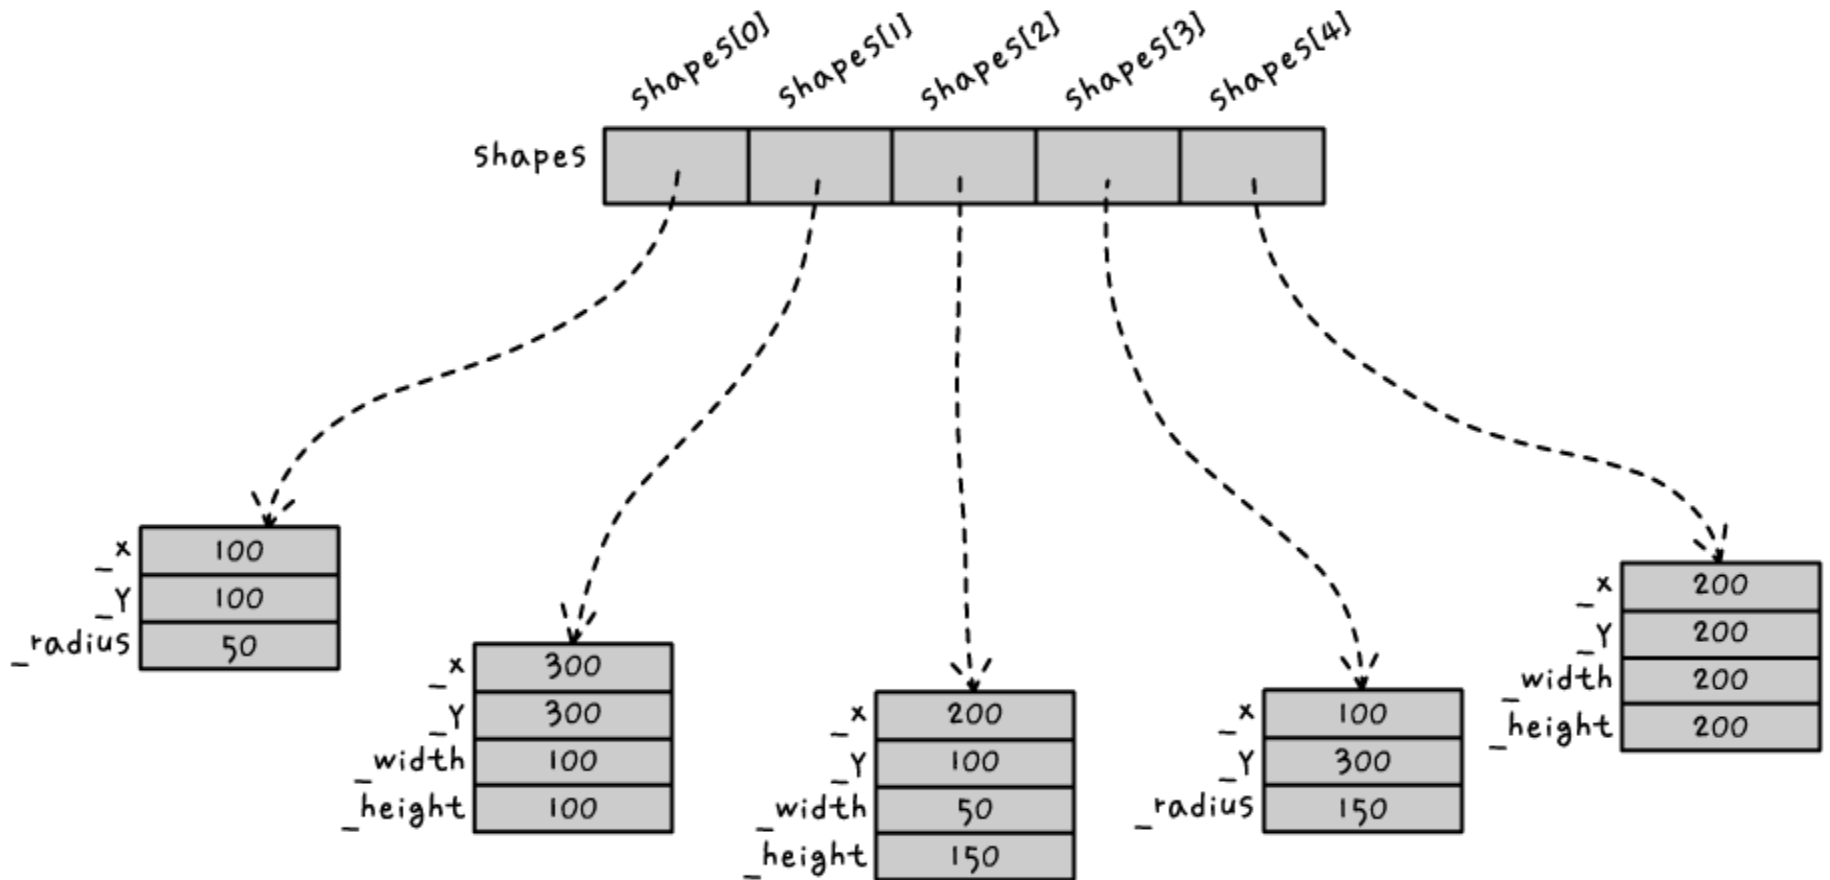 shapes[0] shapes[1] shapes[2] shapes[3] shapes[4]
shapes
_x 100
_Y 100
_radius 50
_x 300
_Y 300
_width 100
_height 100
_x 200
_Y 100
_width 50
_height 150
_x 100
_Y 300
_radius 150
_x 200
_Y 200
_width 200
_height 200